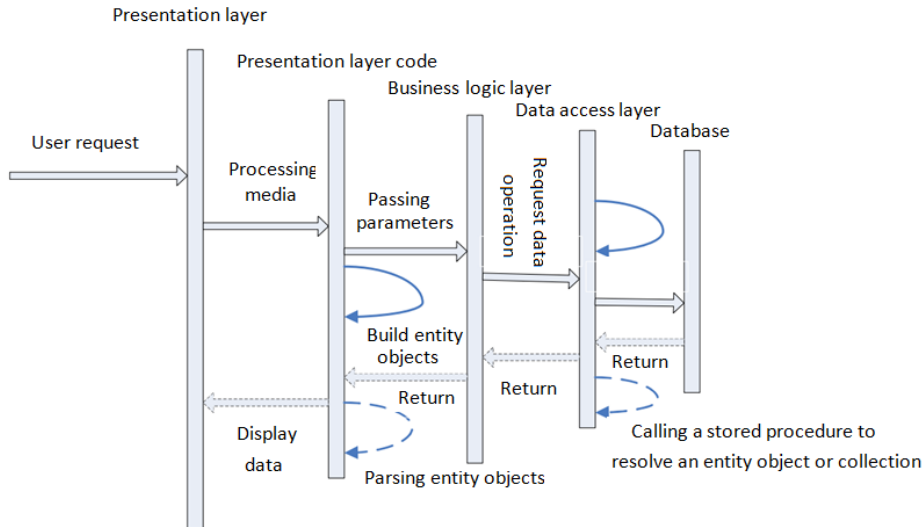 Presentation layer
Presentation layer code
Business logic layer
Data access layer
Database
User request
Processing
media
Passing
parameters
Request data
operation
Build entity
objects
Return
Return
Return
Display
data
Parsing entity objects
Calling a stored procedure to
resolve an entity object or collection